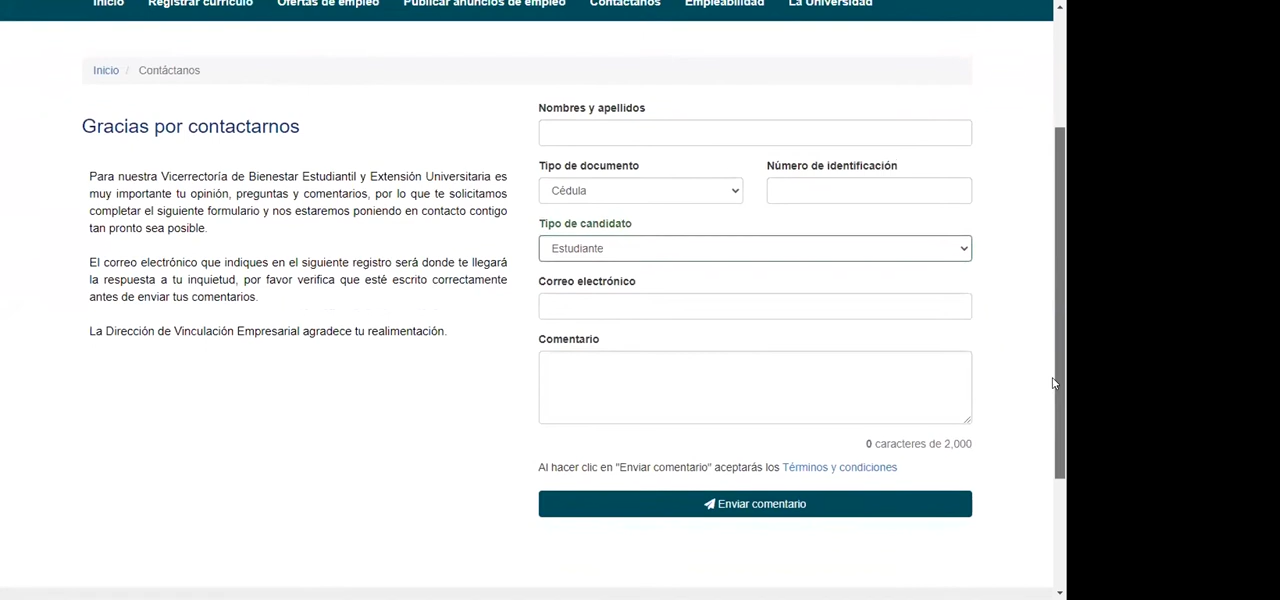 Inicio Registrar currículo Ofertas de empleo Publicar anuncios de empleo Contáctanos Empleabilidad La Universidad
Inicio / Contáctanos
Gracias por contactarnos
Para nuestra Vicerrectoría de Bienestar Estudiantil y Extensión Universitaria es
muy importante tu opinión, preguntas y comentarios, por lo que te solicitamos
completar el siguiente formulario y nos estaremos poniendo en contacto contigo
tan pronto sea posible.
El correo electrónico que indiques en el siguiente registro será donde te llegará
la respuesta a tu inquietud, por favor verifica que esté escrito correctamente
antes de enviar tus comentarios.
La Dirección de Vinculación Empresarial agradece tu realimentación.
Nombres y apellidos
Tipo de documento Número de identificación
Cédula
Tipo de candidato
Estudiante
Correo electrónico
Comentario
0 caracteres de 2,000
Al hacer clic en "Enviar comentario" aceptarás los Términos y condiciones
Enviar comentario